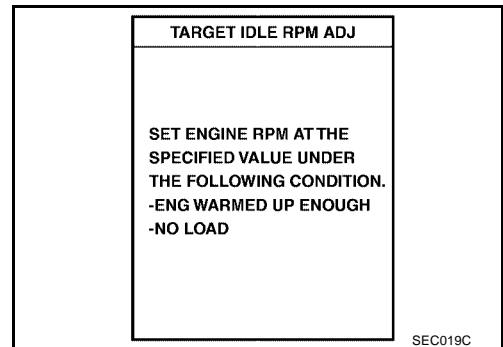 TARGET IDLE RPM ADJ
SET ENGINE RPM AT THE
SPECIFIED VALUE UNDER
THE FOLLOWING CONDITION.
-ENG WARMED UP ENOUGH
-NO LOAD
SEC019C